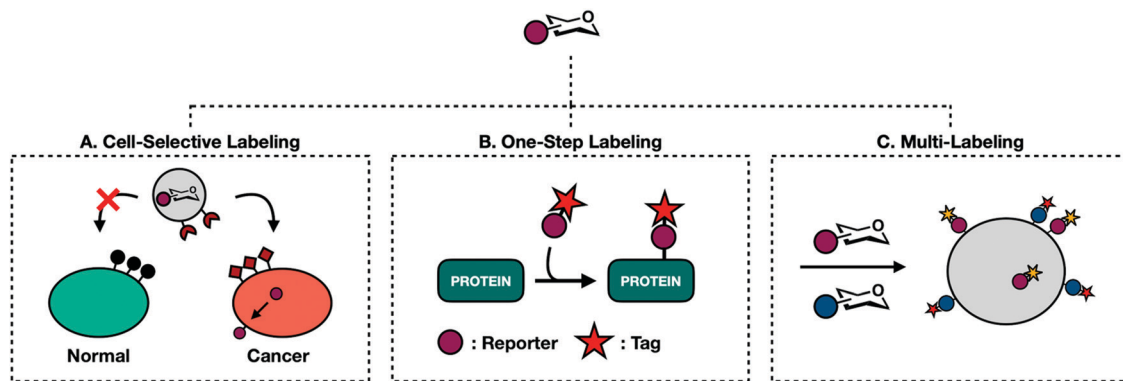 O
A. Cell-Selective Labeling
B. One-Step Labeling
C. Multi-Labeling
O
O
O
PROTEIN
PROTEIN
Normal
Cancer
: Reporter
: Tag